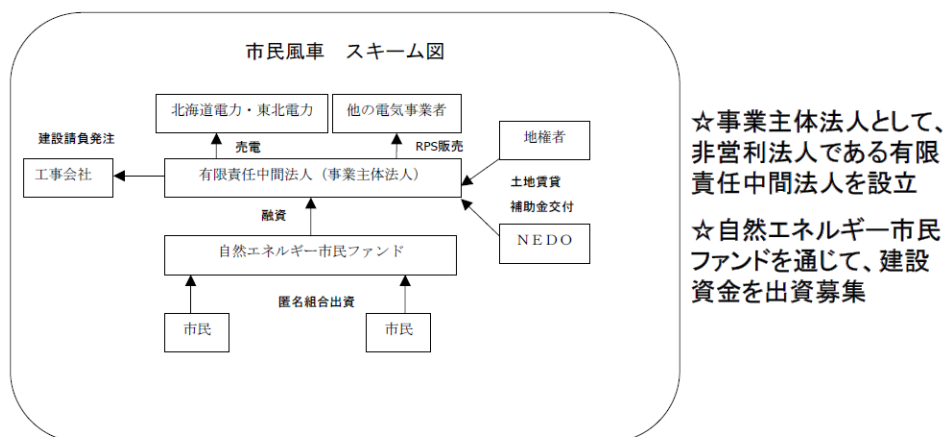 市民風車　スキーム図
北海道電力・東北電力
他の電気事業者
建設請負発注
売電
RPS販売
地権者
工事会社
有限責任中間法人（事業主体法人）
土地賃貸
融資
補助金交付
自然エネルギー市民ファンド
ＮＥＤＯ
匿名組合出資
市民
市民
☆事業主体法人として、
非営利法人である有限
責任中間法人を設立
☆自然エネルギー市民
ファンドを通じて、建設
資金を出資募集